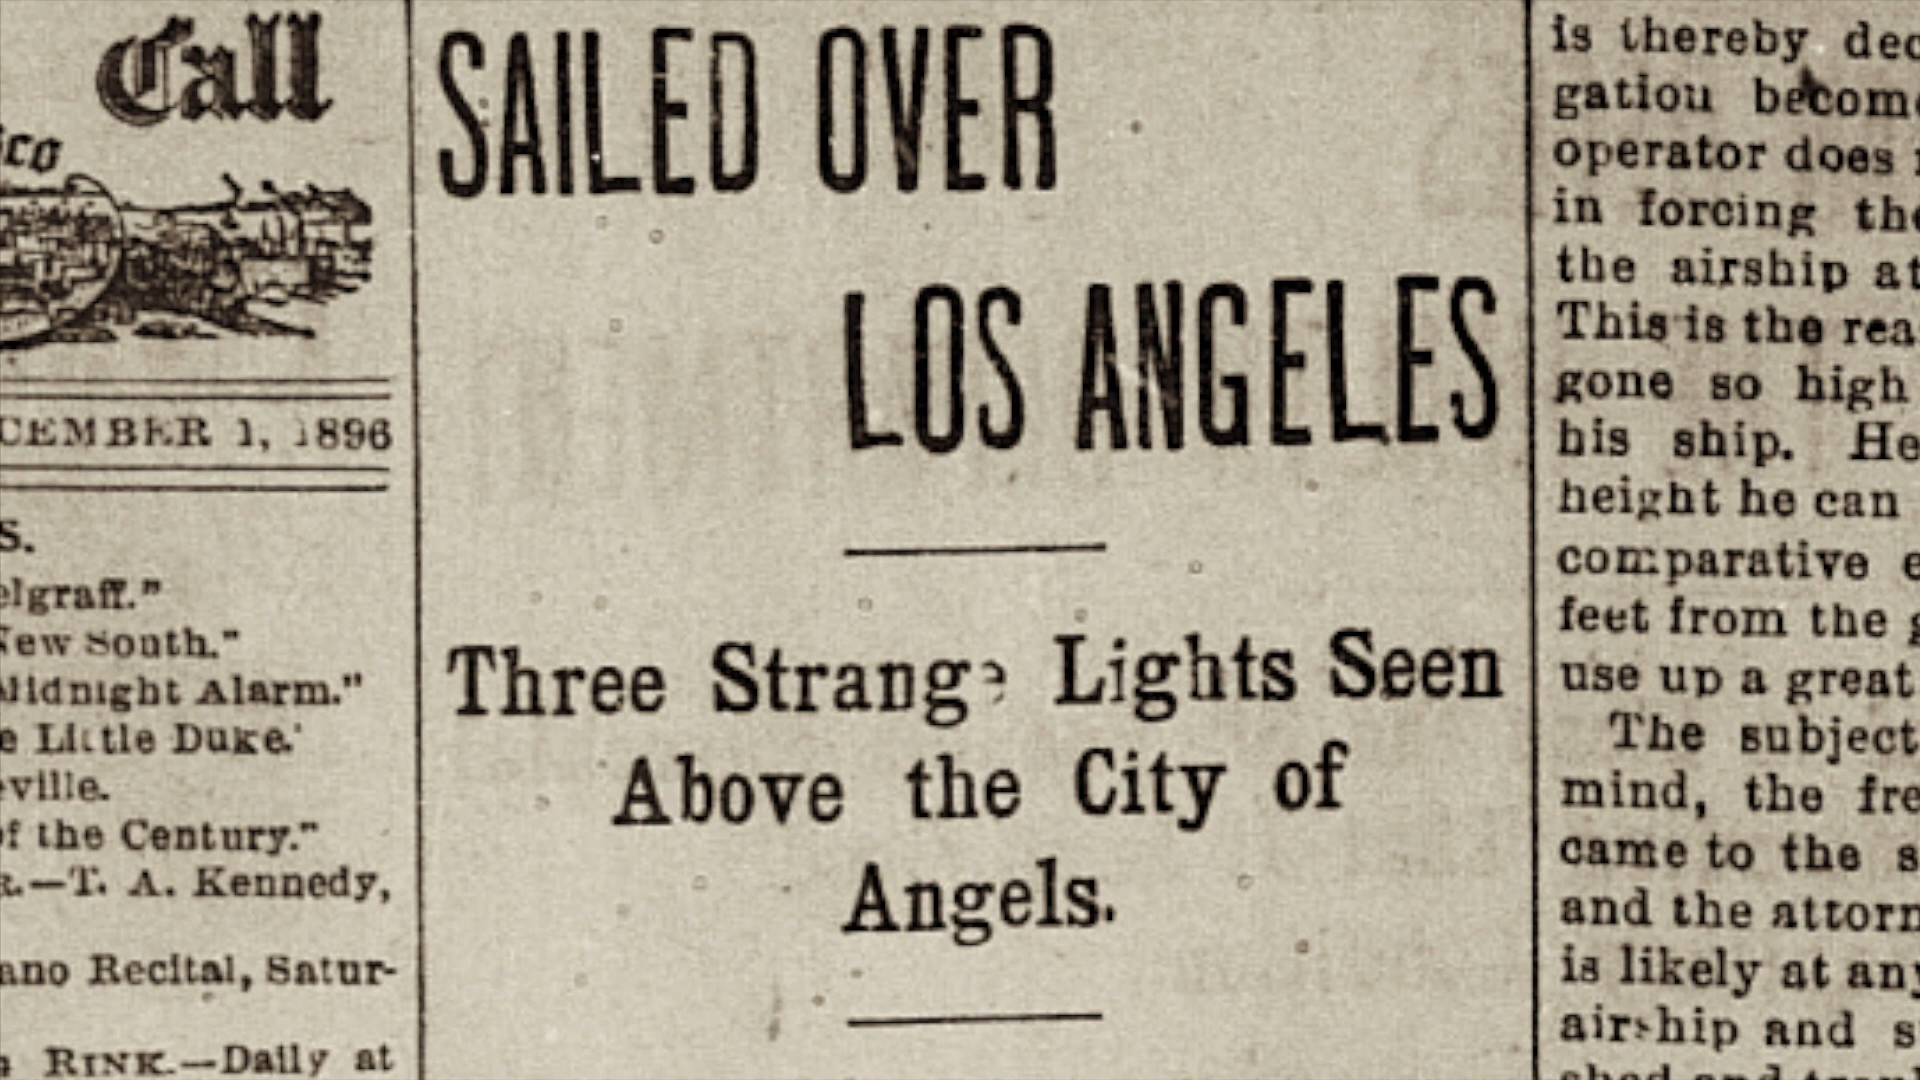 Call
CEMBER 1, 1896
S.
elgraff."
New South."
Midnight Alarm."
e Little Duke.'
eville.
of the Century."
R.—T. A. Kennedy,
ano Recital, Satur-
RINK.—Daily at
SAILED OVER
LOS ANGELES
Three Strange Lights Seen
Above the City of
Angels.
is thereby dec
gation become
operator does
in forcing the
the airship at
This is the rea
gone so high
his ship. He
height he can
comparative e
feet from the g
use up a great
The subject
mind, the fre
came to the s
and the attorn
is likely at any
airship and s